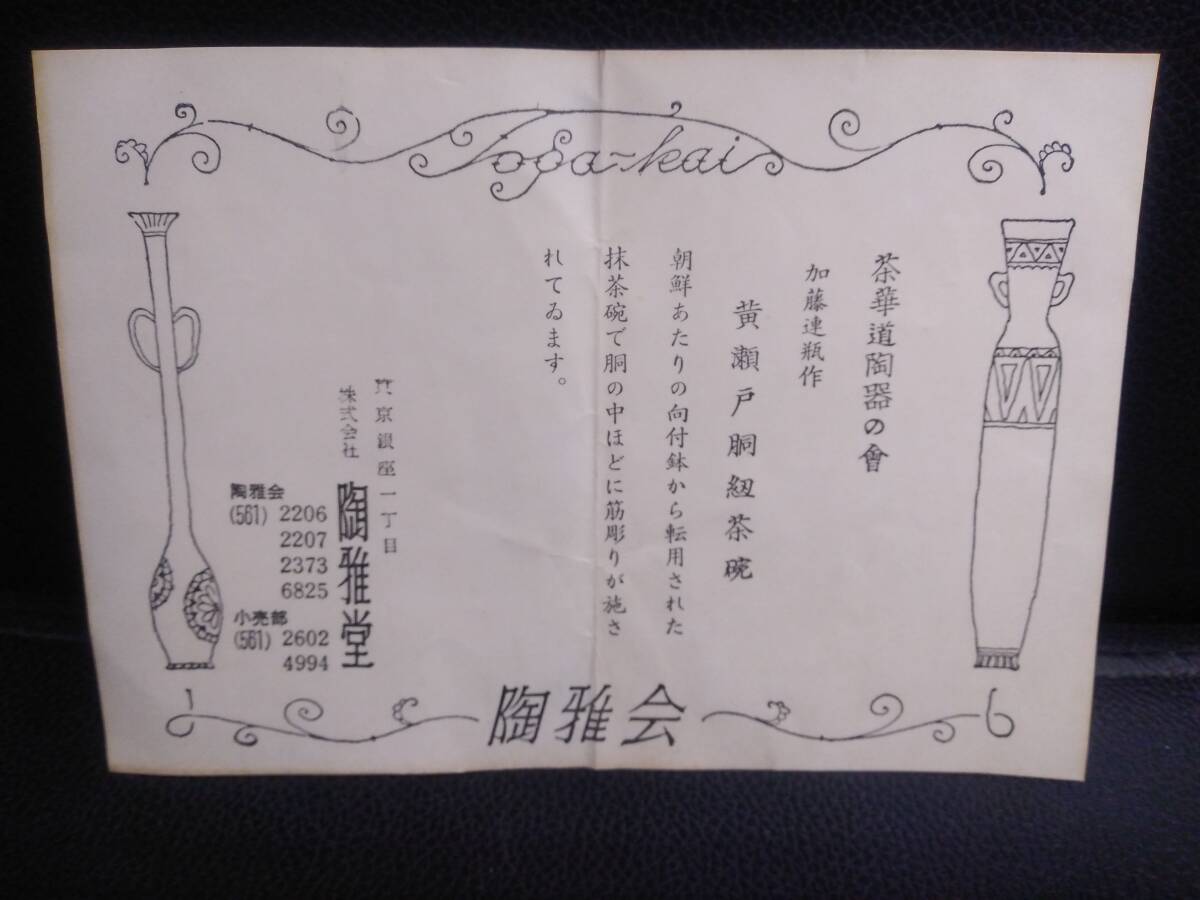 Toga-kai
茶華道陶器の會
加藤連瓶作
黄瀬戸胴紐茶碗
朝鮮あたりの向付鉢から転用された
抹茶碗で胴の中ほどに筋彫りが施さ
れてゐます。
東京銀座一丁目
株式会社
陶雅堂
陶雅会
(561) 2206
2207
2373
6825
小売部
(561) 2602
4994
陶雅会